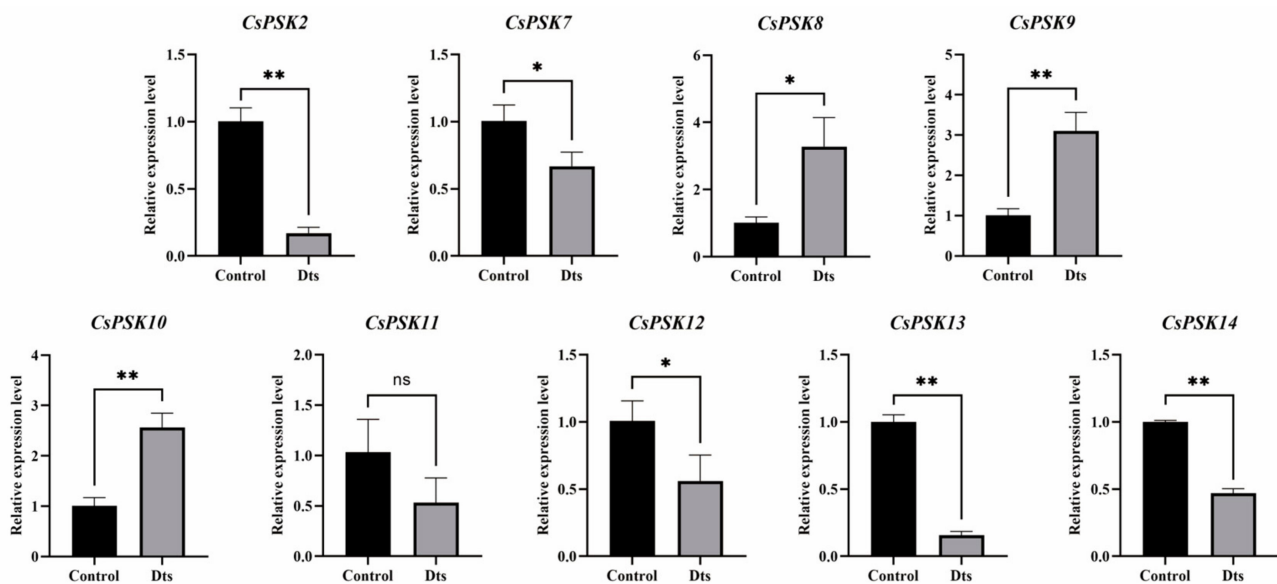 CsPSK2
CsPSK7
CsPSK8
CsPSK9
Relative expression level
1.5
1.0
0.5
0.0
**
Control
Dts
Relative expression level
1.5
1.0
0.5
0.0
*
Control
Dts
Relative expression level
6
4
2
0
*
Control
Dts
Relative expression level
5
4
3
2
1
0
**
Control
Dts
CsPSK10
CsPSK11
CsPSK12
CsPSK13
CsPSK14
Relative expression level
4
3
2
1
0
**
Control
Dts
Relative expression level
2.0
1.5
1.0
0.5
0.0
ns
Control
Dts
Relative expression level
1.5
1.0
0.5
0.0
*
Control
Dts
Relative expression level
1.5
1.0
0.5
0.0
**
Control
Dts
Relative expression level
1.5
1.0
0.5
0.0
**
Control
Dts